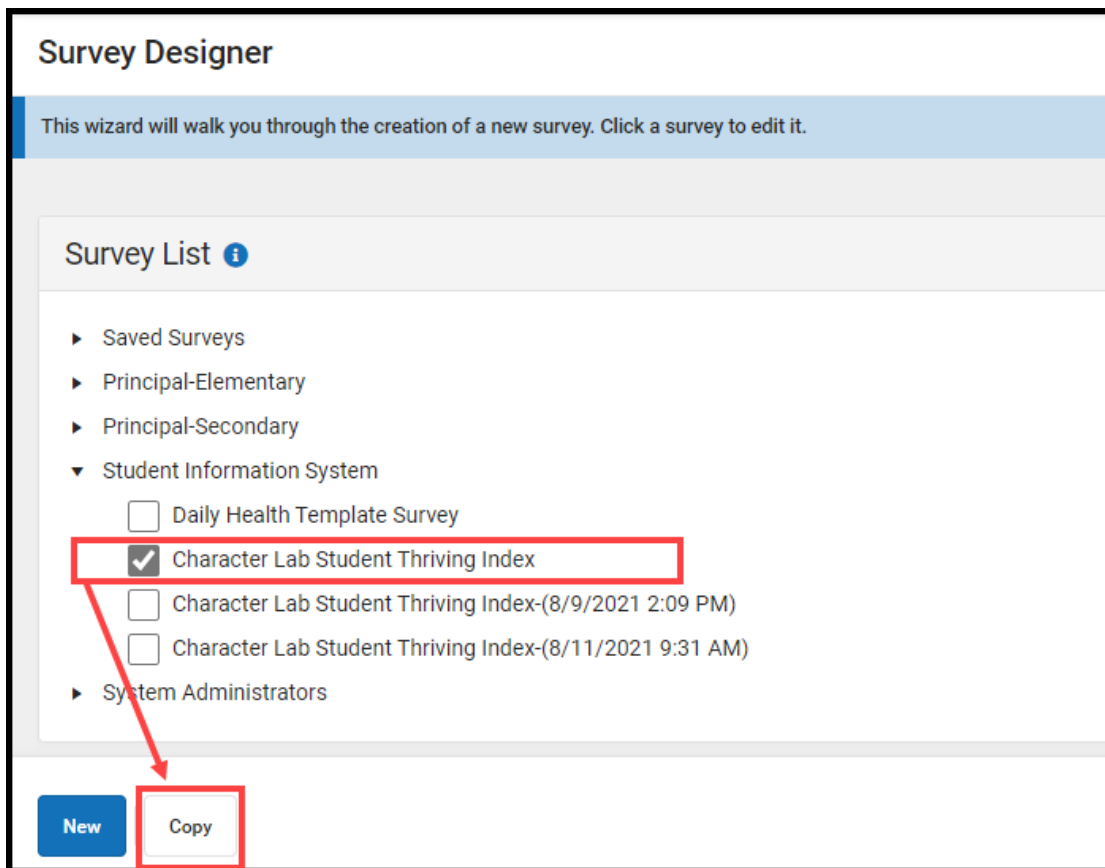 Survey Designer
This wizard will walk you through the creation of a new survey. Click a survey to edit it.
Survey List
Saved Surveys
Principal-Elementary
Principal-Secondary
Student Information System
Daily Health Template Survey
Character Lab Student Thriving Index
Character Lab Student Thriving Index-(8/9/2021 2:09 PM)
Character Lab Student Thriving Index-(8/11/2021 9:31 AM)
System Administrators
New Copy